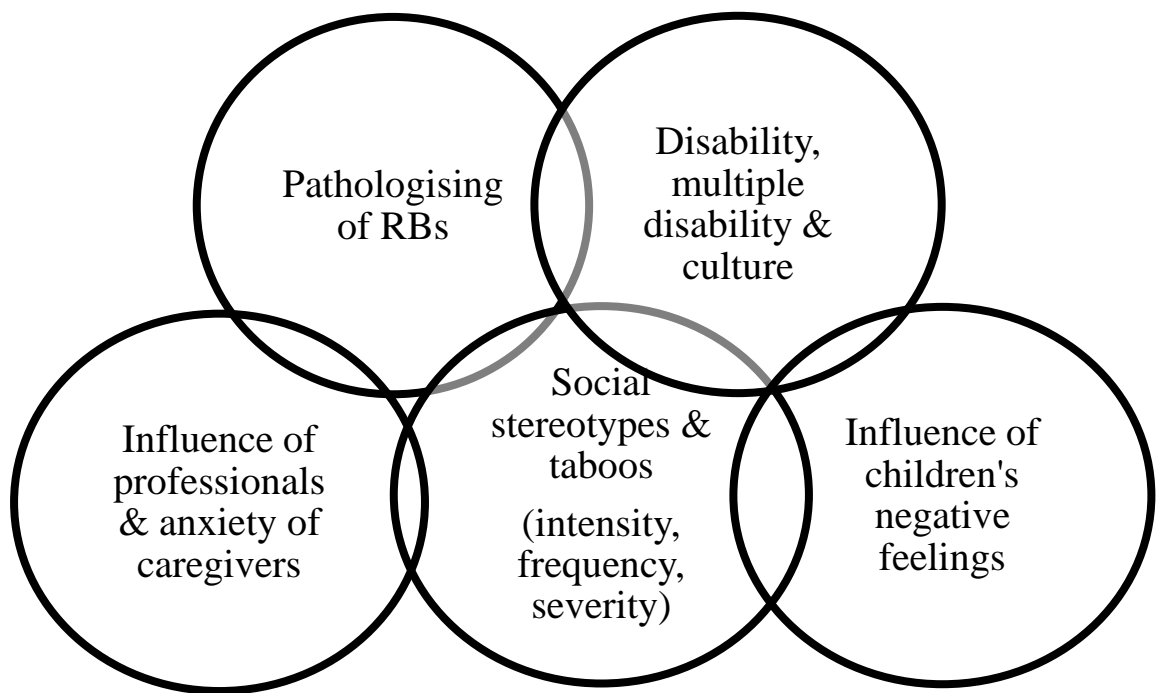 Pathologising
of RBs
Disability,
multiple
disability &
culture
Influence of
professionals
& anxiety of
caregivers
Social
stereotypes &
taboos
(intensity,
frequency,
severity)
Influence of
children's
negative
feelings